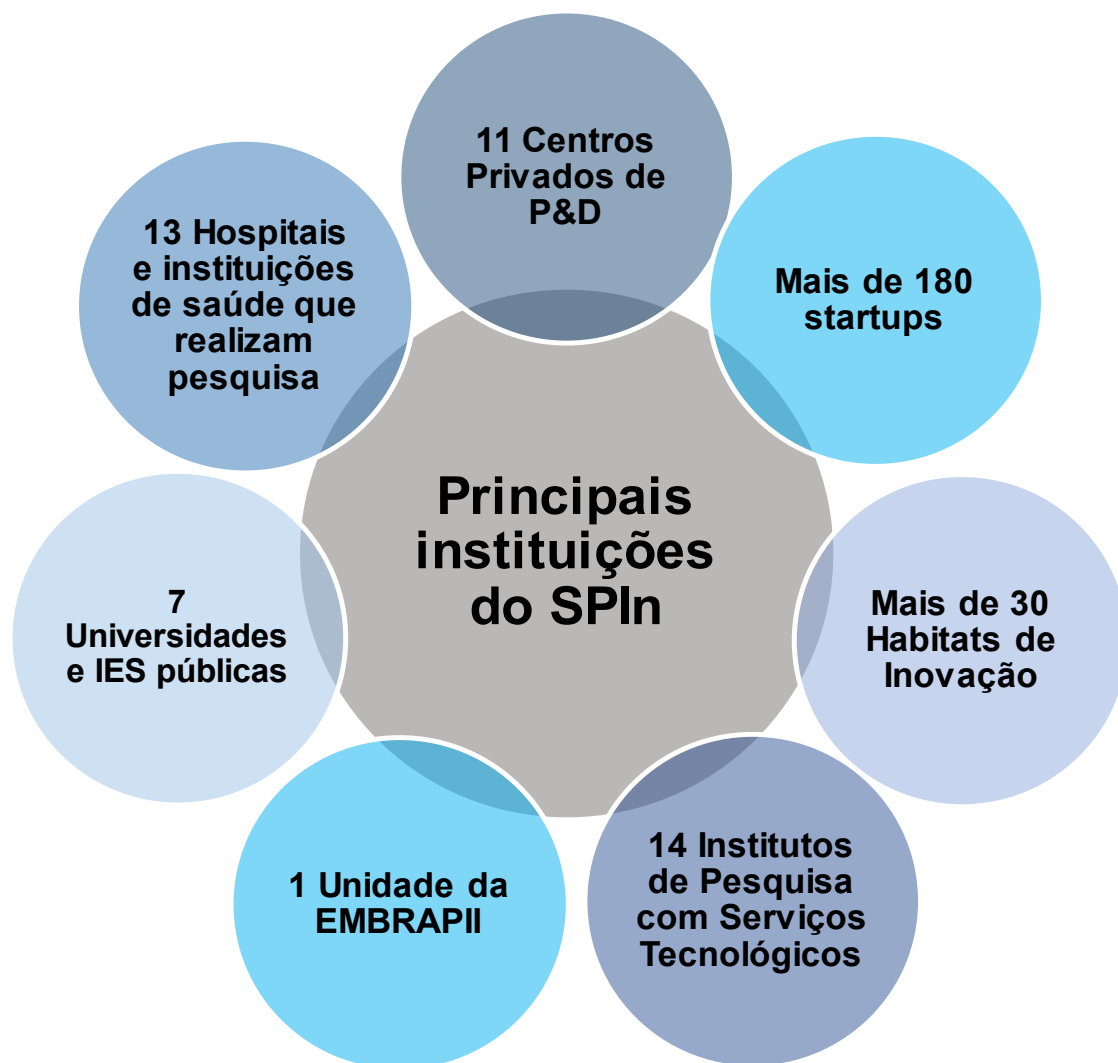 11 Centros
Privados de
P&D
Mais de 180
startups
Mais de 30
Habitats de
Inovação
14 Institutos
de Pesquisa
com Serviços
Tecnológicos
1 Unidade da
EMBRAPII
7
Universidades
e IES públicas
13 Hospitais
e instituições
de saúde que
realizam
pesquisa
Principais
instituições
do SPIn